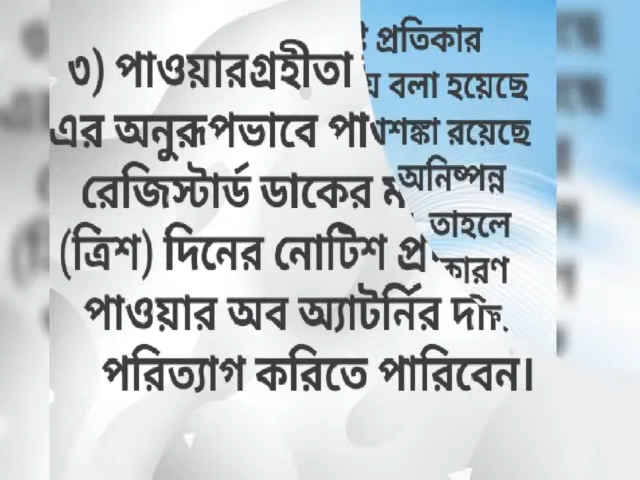 ৩) পাওয়ারগ্রহীতা
এর অনুরূপভাবে
রেজিস্টার্ড ডাকের
(ত্রিশ) দিনের নোটিশ
পাওয়ার অব অ্যাটর্নির
পরিত্যাগ করিতে পারিবেন।
প্রতিকার
বলা হয়েছে
রয়েছে
অনিষ্পন্ন
তাহলে
কারণ